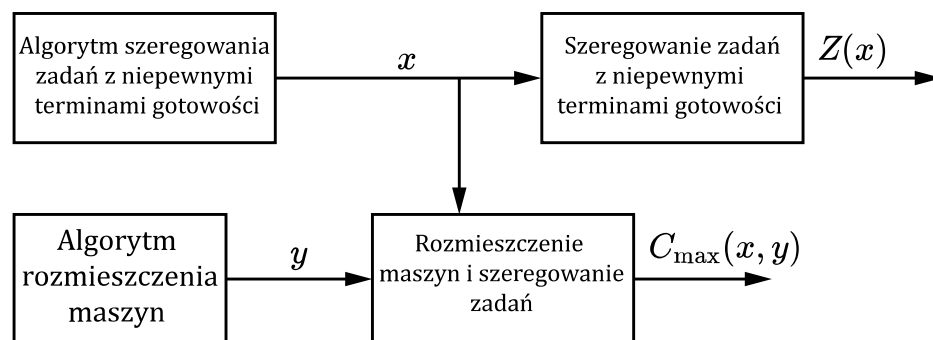 Algorytm szeregowania
zadań z niepewnymi
terminami gotowości
x
Szeregowanie zadań
z niepewnymi
terminami gotowości
Z(x)
Algorytm
rozmieszczenia
maszyn
y
Rozmieszczenie
maszyn i szeregowanie
zadań
C_max(x, y)